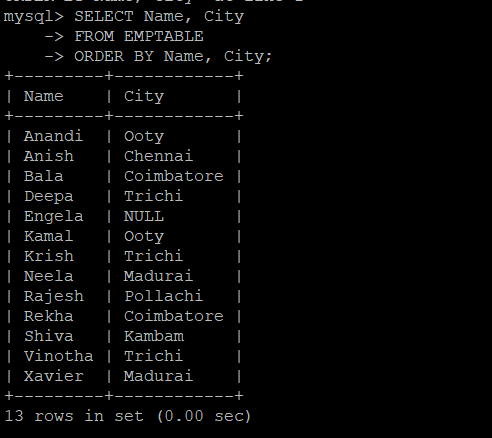 mysql> SELECT Name, City
    -> FROM EMPTABLE
    -> ORDER BY Name, City;
+---------+------------+
| Name    | City       |
+---------+------------+
| Anandi  | Ooty       |
| Anish   | Chennai    |
| Bala    | Coimbatore |
| Deepa   | Trichi     |
| Engela  | NULL       |
| Kamal   | Ooty       |
| Krish   | Trichi     |
| Neela   | Madurai    |
| Rajesh  | Pollachi   |
| Rekha   | Coimbatore |
| Shiva   | Kambam     |
| Vinotha | Trichi     |
| Xavier  | Madurai    |
+---------+------------+
13 rows in set (0.00 sec)